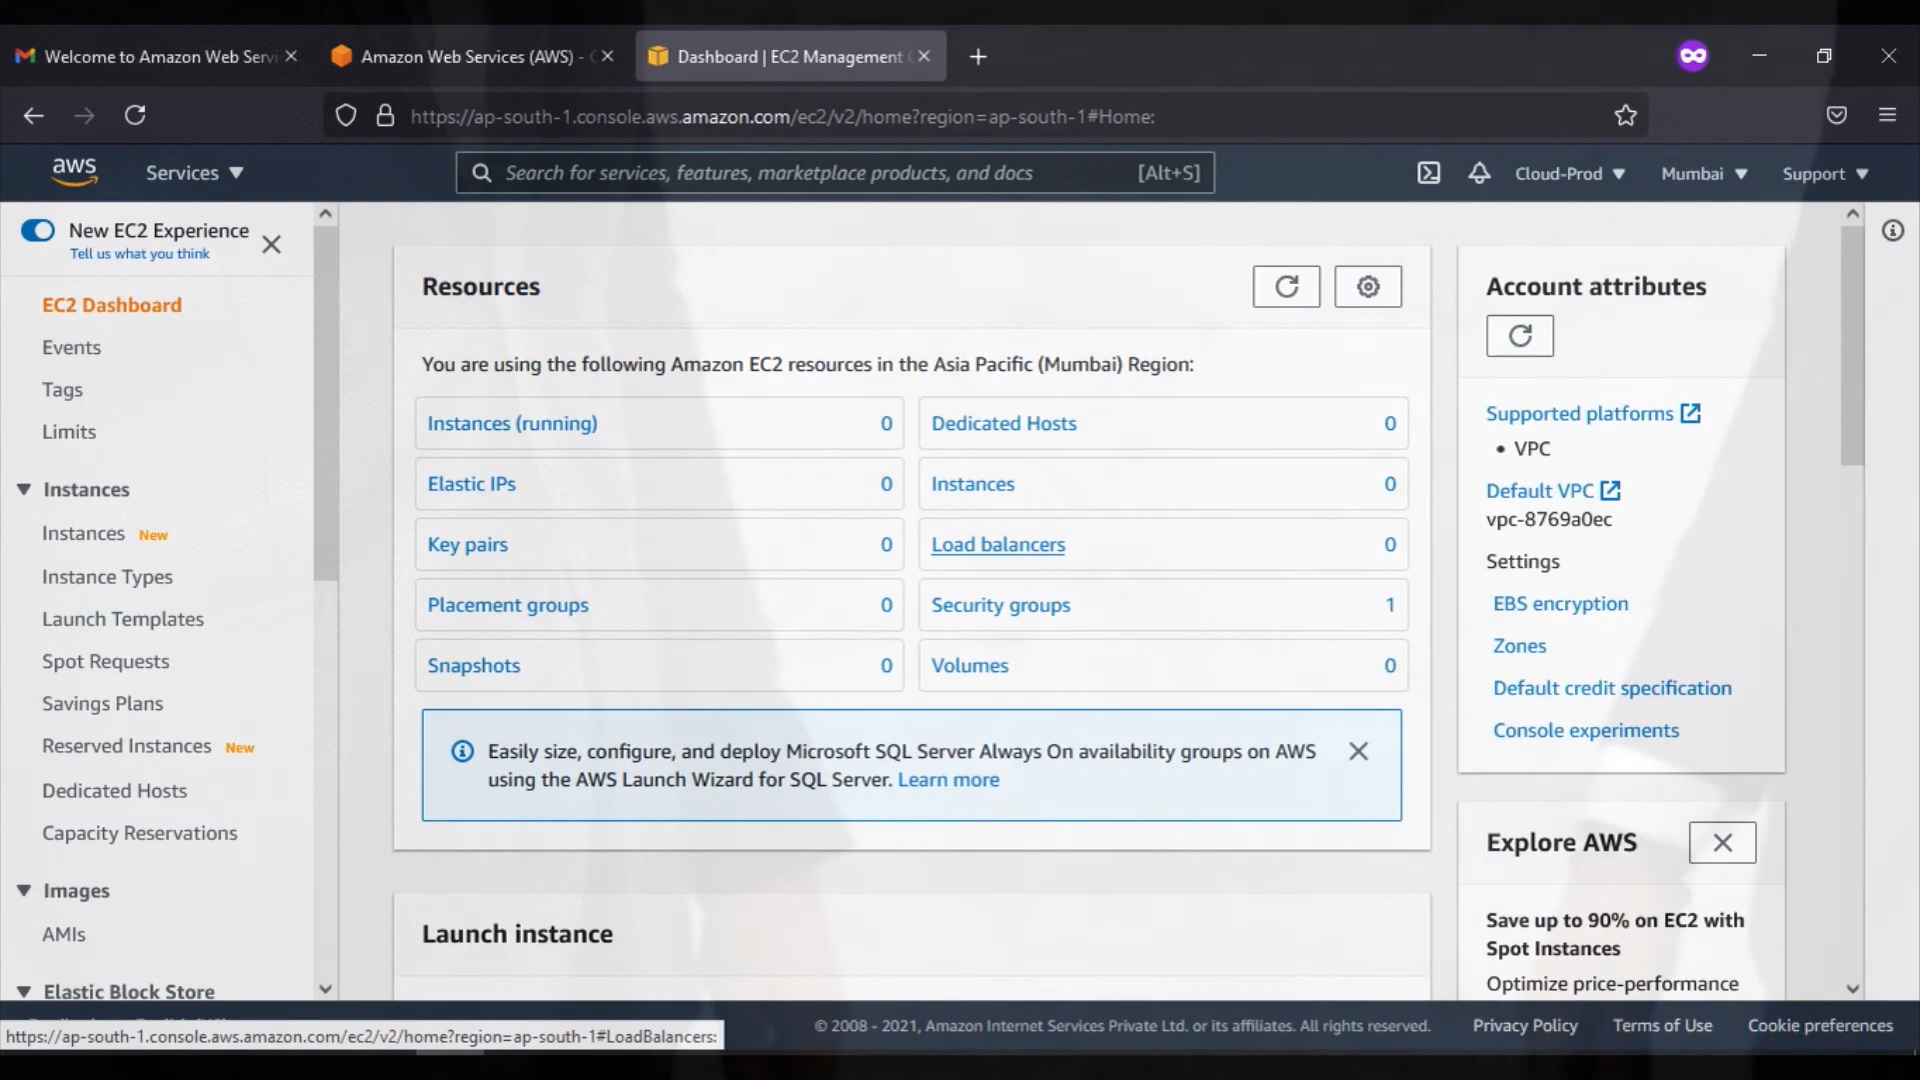 Welcome to Amazon Web Servi
Amazon Web Services (AWS) - C
Dashboard | EC2 Management C
https://ap-south-1.console.aws.amazon.com/ec2/v2/home?region=ap-south-1#Home:
aws
Services
Search for services, features, marketplace products, and docs
[Alt+S]
Cloud-Prod
Mumbai
Support
New EC2 Experience
Tell us what you think
EC2 Dashboard
Events
Tags
Limits
Instances
Instances New
Instance Types
Launch Templates
Spot Requests
Savings Plans
Reserved Instances New
Dedicated Hosts
Capacity Reservations
Images
AMIs
Elastic Block Store
Resources
You are using the following Amazon EC2 resources in the Asia Pacific (Mumbai) Region:
Instances (running) 0
Dedicated Hosts 0
Elastic IPs 0
Instances 0
Key pairs 0
Load balancers 0
Placement groups 0
Security groups 1
Snapshots 0
Volumes 0
Easily size, configure, and deploy Microsoft SQL Server Always On availability groups on AWS
using the AWS Launch Wizard for SQL Server. Learn more
Launch instance
Account attributes
Supported platforms
• VPC
Default VPC
vpc-8769a0ec
Settings
EBS encryption
Zones
Default credit specification
Console experiments
Explore AWS
Save up to 90% on EC2 with
Spot Instances
Optimize price-performance
https://ap-south-1.console.aws.amazon.com/ec2/v2/home?region=ap-south-1#LoadBalancers:
© 2008 - 2021, Amazon Internet Services Private Ltd. or its affiliates. All rights reserved.
Privacy Policy
Terms of Use
Cookie preferences